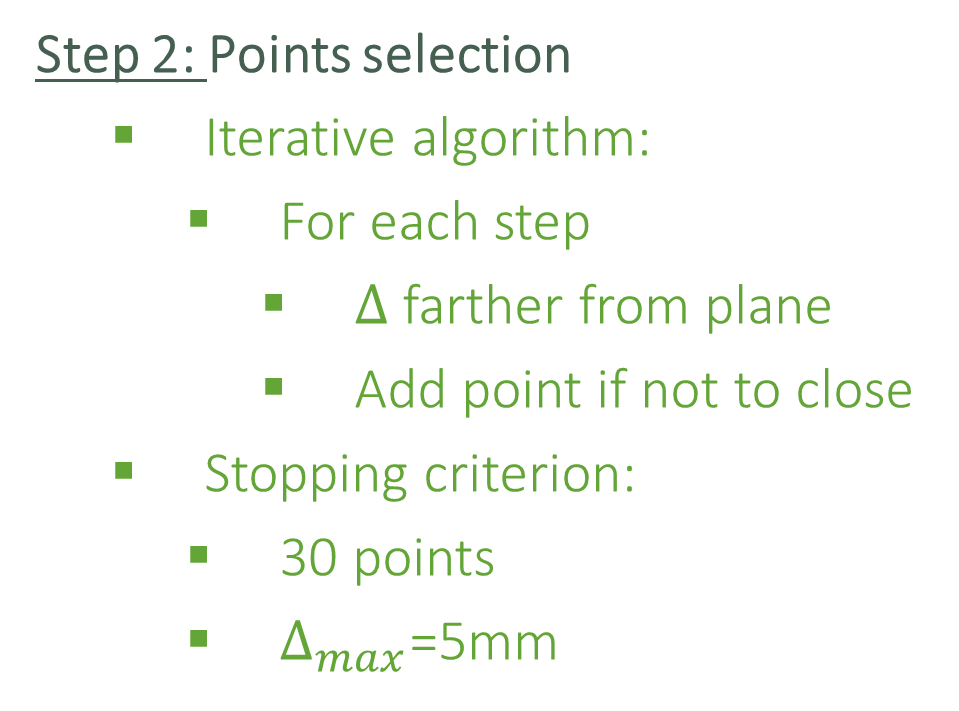 Step 2: Points selection
▪ Iterative algorithm:
▪ For each step
▪ Δ farther from plane
▪ Add point if not to close
▪ Stopping criterion:
▪ 30 points
▪ Δ𝑚𝑎𝑥=5mm